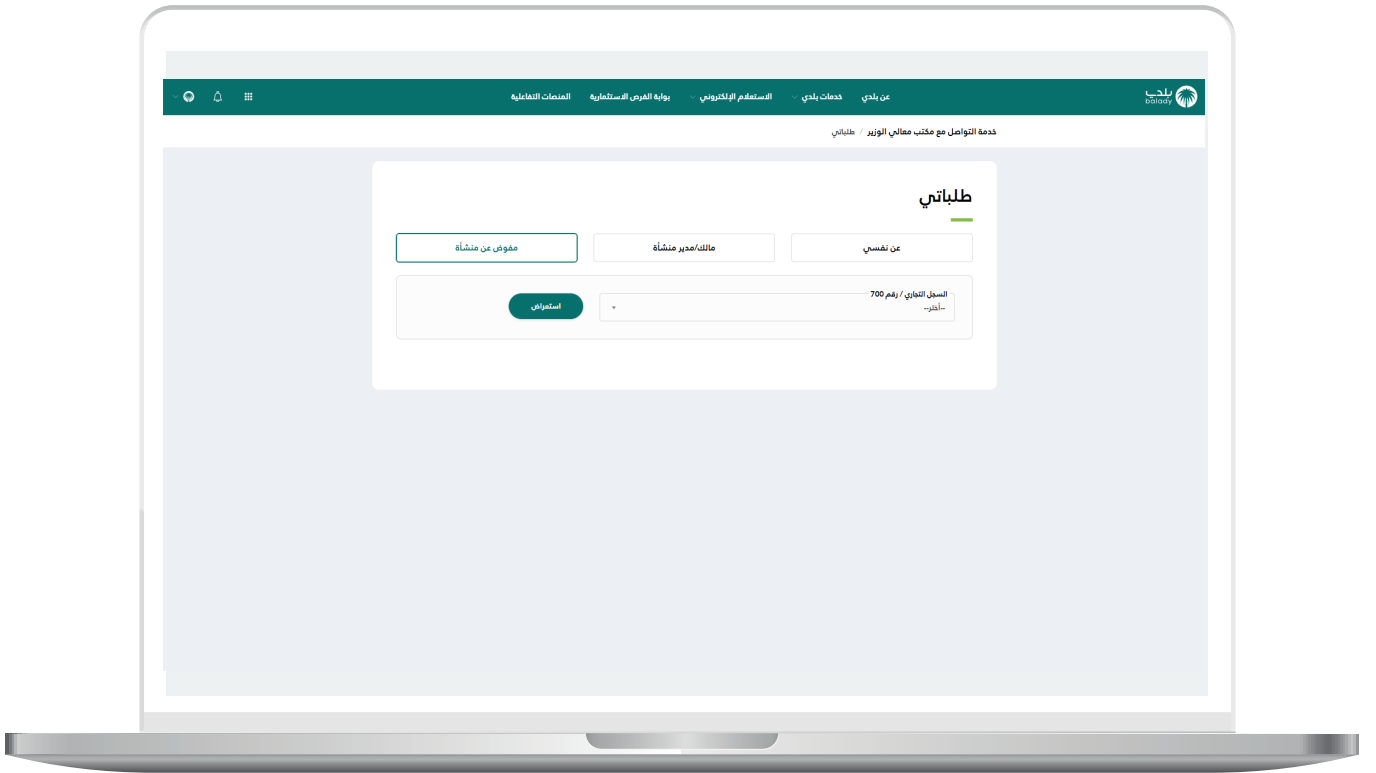 بلدي
balady
عن بلدي خدمات بلدي الاستعلام الإلكتروني بوابة الفرص الاستثمارية المنصات التفاعلية
خدمة التواصل مع مكتب معالي الوزير / طلباتي
طلباتي
عن نفسي مالك/مدير منشأة مفوض عن منشأة
السجل التجاري / رقم 700
--أختر--
استعراض